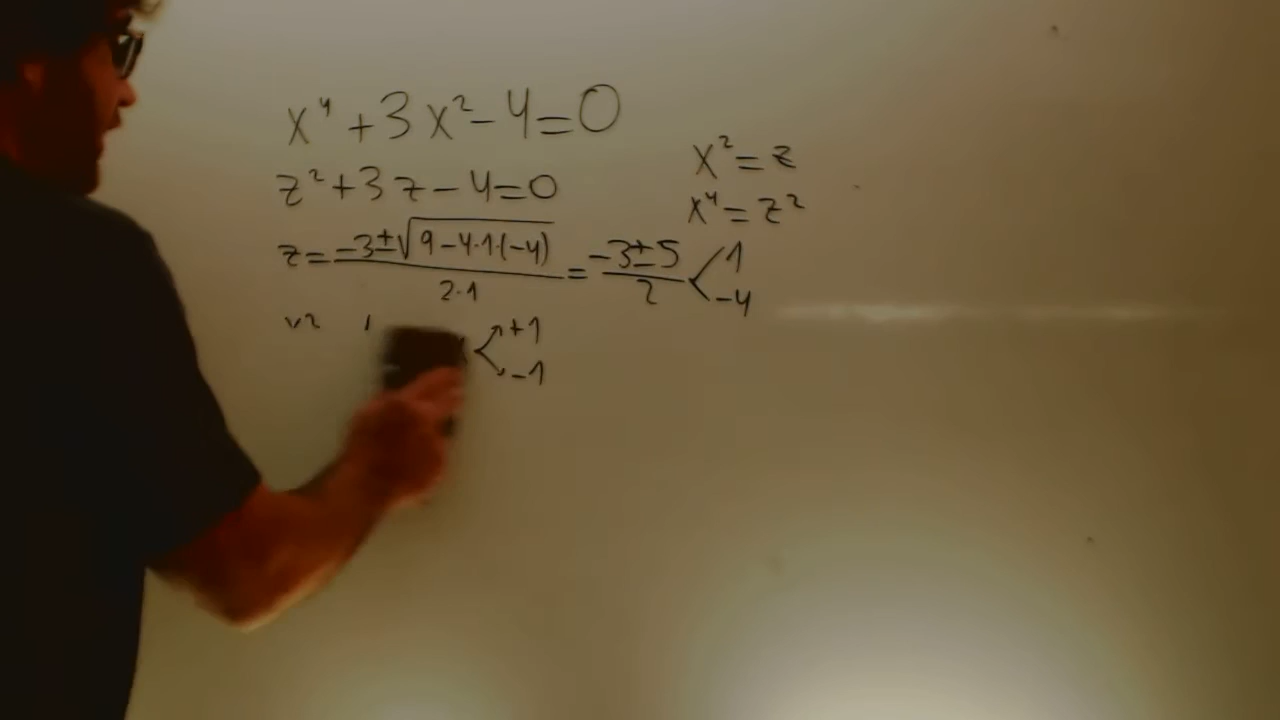 x⁴ + 3x² - 4 = 0
x² = z
z² + 3z - 4 = 0
x⁴ = z²
z = (-3 ± √(9 - 4·1·(-4))) / (2·1) = (-3 ± 5) / 2 < 1
-4
+1
-1